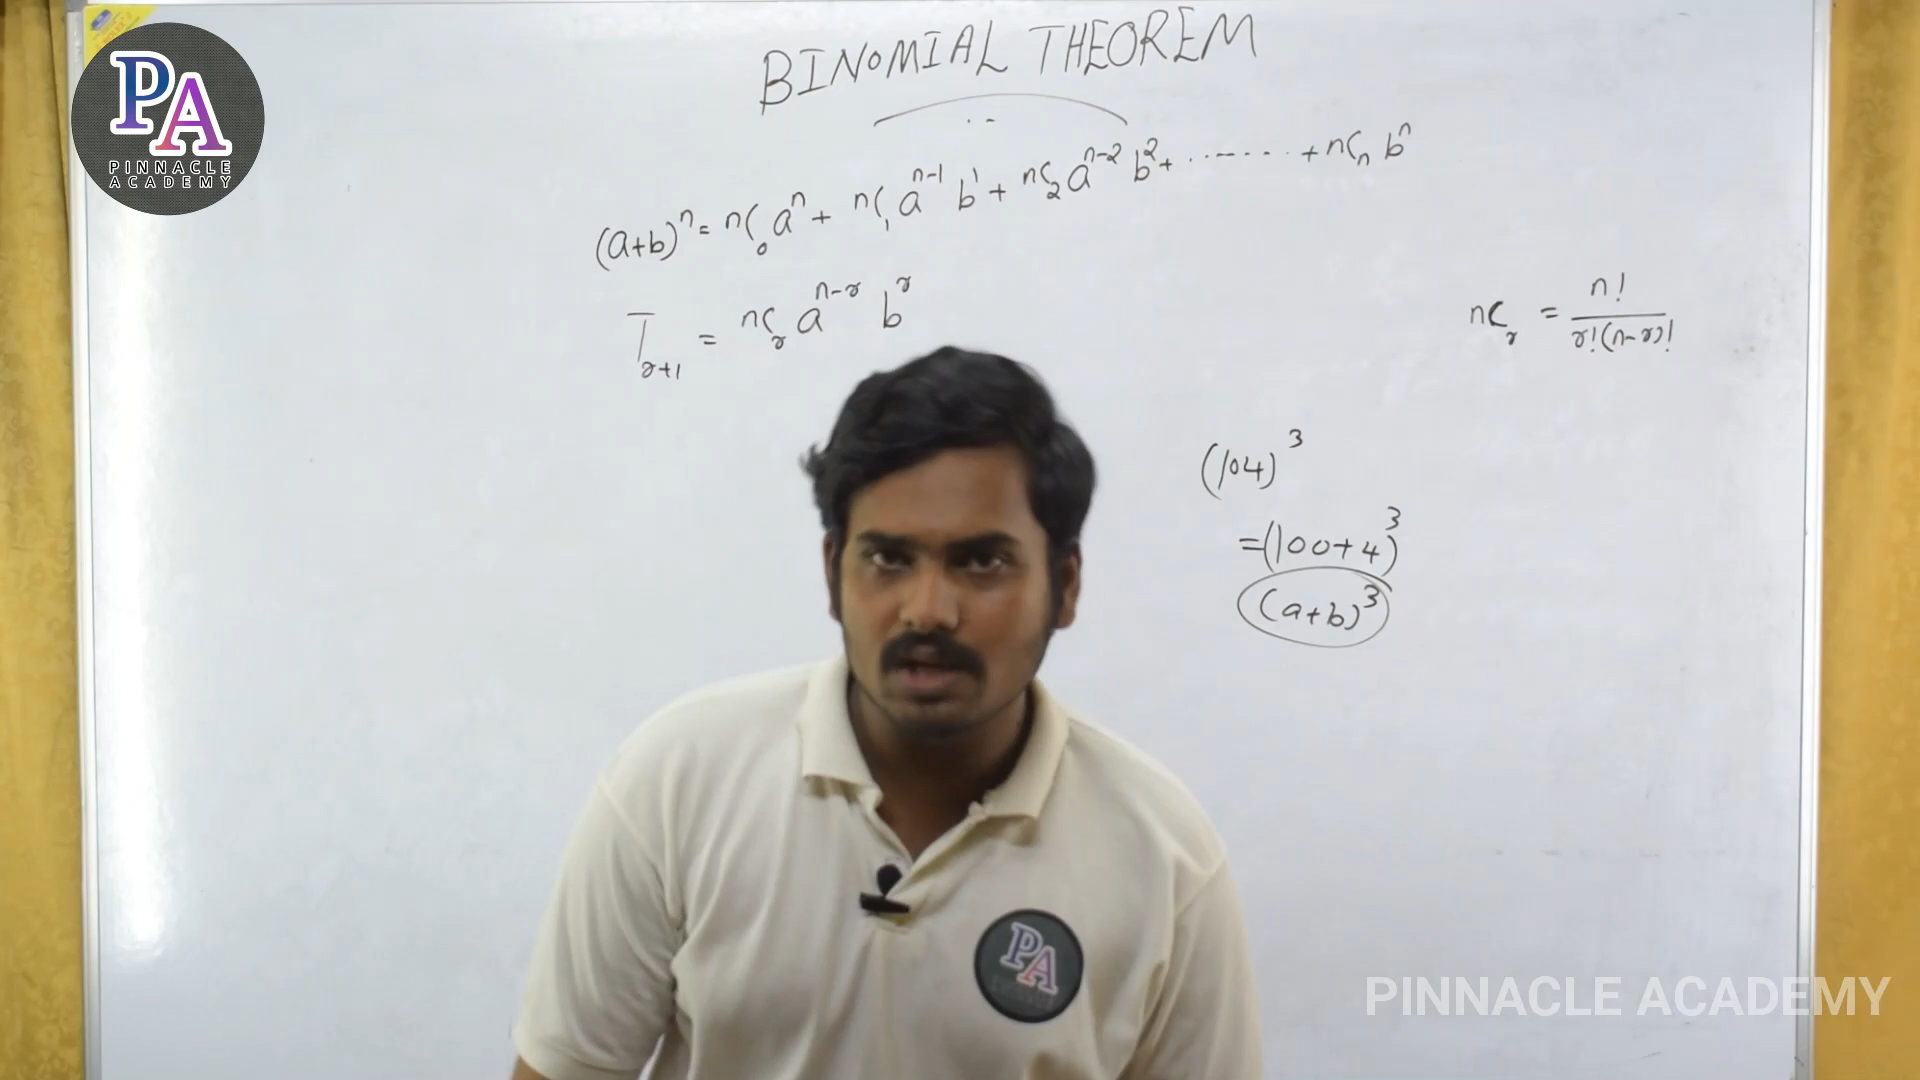 PA
PINNACLE
ACADEMY
BINOMIAL THEOREM
(a+b)ⁿ = nC₀ aⁿ + nC₁ aⁿ⁻¹ b¹ + nC₂ aⁿ⁻² b² + ········ + nCₙ bⁿ
Tᵣ₊₁ = nCᵣ aⁿ⁻ʳ bʳ
nCᵣ = n! / r!(n-r)!
(104)³
=(100+4)³
(a+b)³
PA
PINNACLE ACADEMY